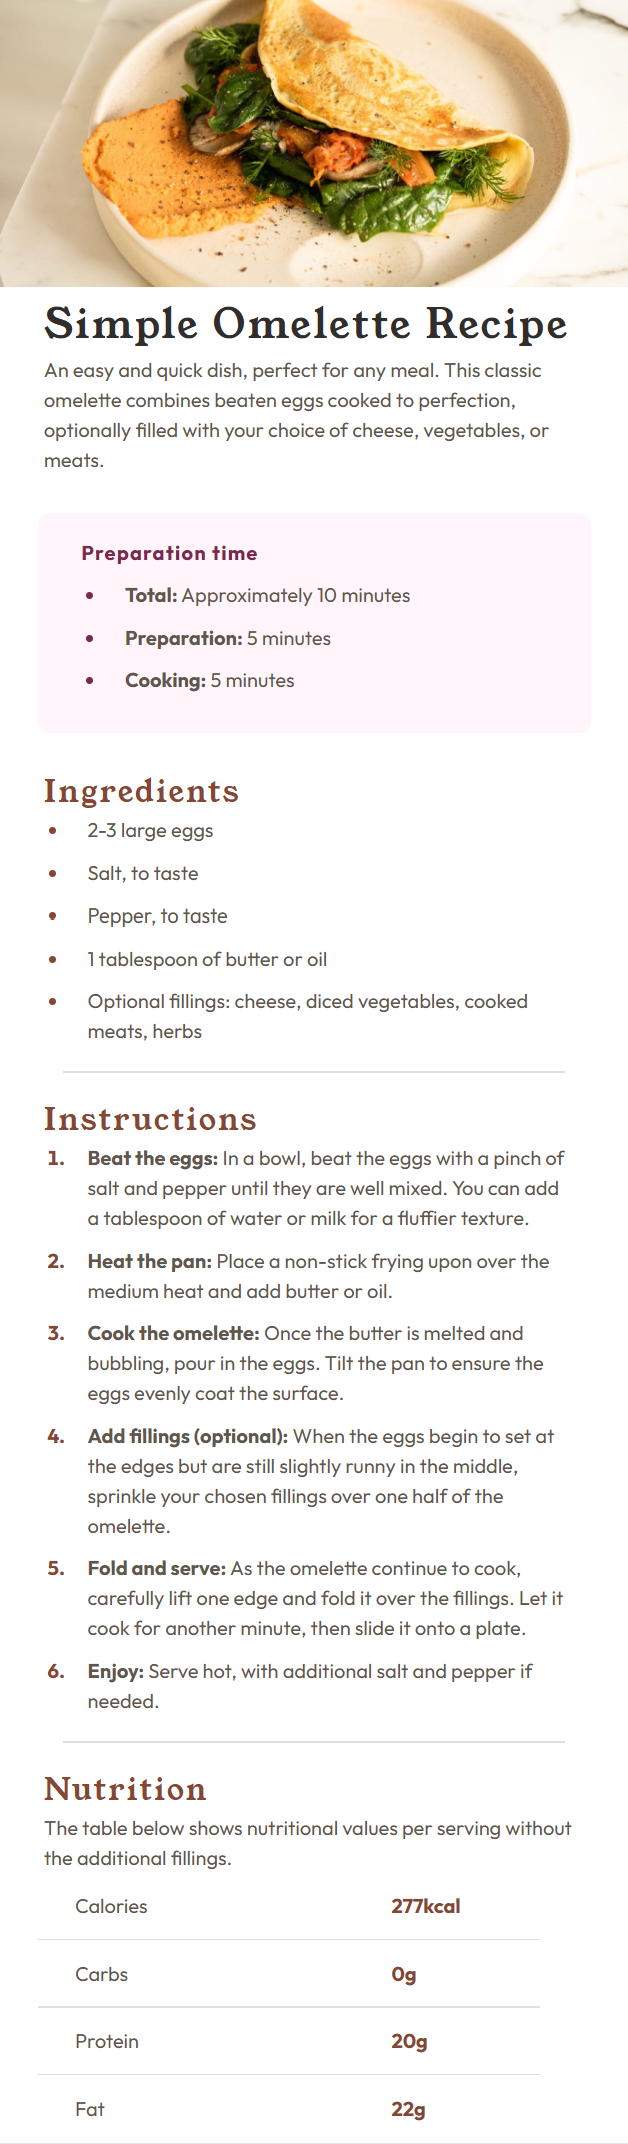 Simple Omelette Recipe
An easy and quick dish, perfect for any meal. This classic
omelette combines beaten eggs cooked to perfection,
optionally filled with your choice of cheese, vegetables, or
meats.
Preparation time
• Total: Approximately 10 minutes
• Preparation: 5 minutes
• Cooking: 5 minutes
Ingredients
• 2-3 large eggs
• Salt, to taste
• Pepper, to taste
• 1 tablespoon of butter or oil
• Optional fillings: cheese, diced vegetables, cooked
meats, herbs
Instructions
1. Beat the eggs: In a bowl, beat the eggs with a pinch of
salt and pepper until they are well mixed. You can add
a tablespoon of water or milk for a fluffier texture.
2. Heat the pan: Place a non-stick frying upon over the
medium heat and add butter or oil.
3. Cook the omelette: Once the butter is melted and
bubbling, pour in the eggs. Tilt the pan to ensure the
eggs evenly coat the surface.
4. Add fillings (optional): When the eggs begin to set at
the edges but are still slightly runny in the middle,
sprinkle your chosen fillings over one half of the
omelette.
5. Fold and serve: As the omelette continue to cook,
carefully lift one edge and fold it over the fillings. Let it
cook for another minute, then slide it onto a plate.
6. Enjoy: Serve hot, with additional salt and pepper if
needed.
Nutrition
The table below shows nutritional values per serving without
the additional fillings.
Calories 277kcal
Carbs 0g
Protein 20g
Fat 22g